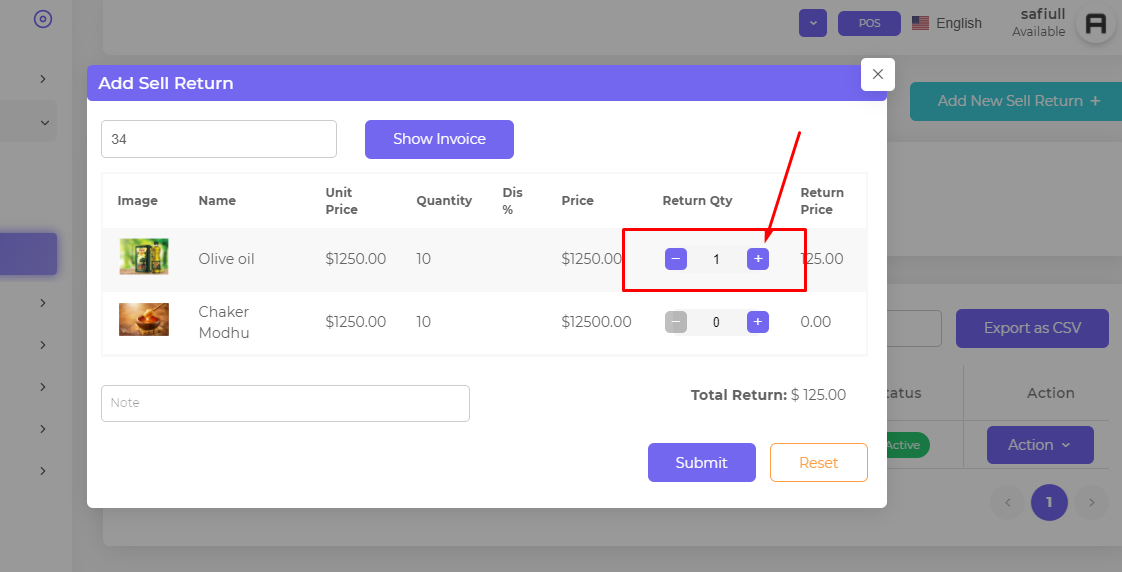 safiull
POS
English
Available
Add Sell Return
Add New Sell Return +
34
Show Invoice
Image Name Unit Price Quantity Dis % Price Return Qty Return Price
Olive oil $1250.00 10 $1250.00 − 1 + 125.00
Chaker Modhu $1250.00 10 $12500.00 − 0 + 0.00
Export as CSV
Note
Total Return: $ 125.00
tatus Action
Active Action
Submit Reset
1